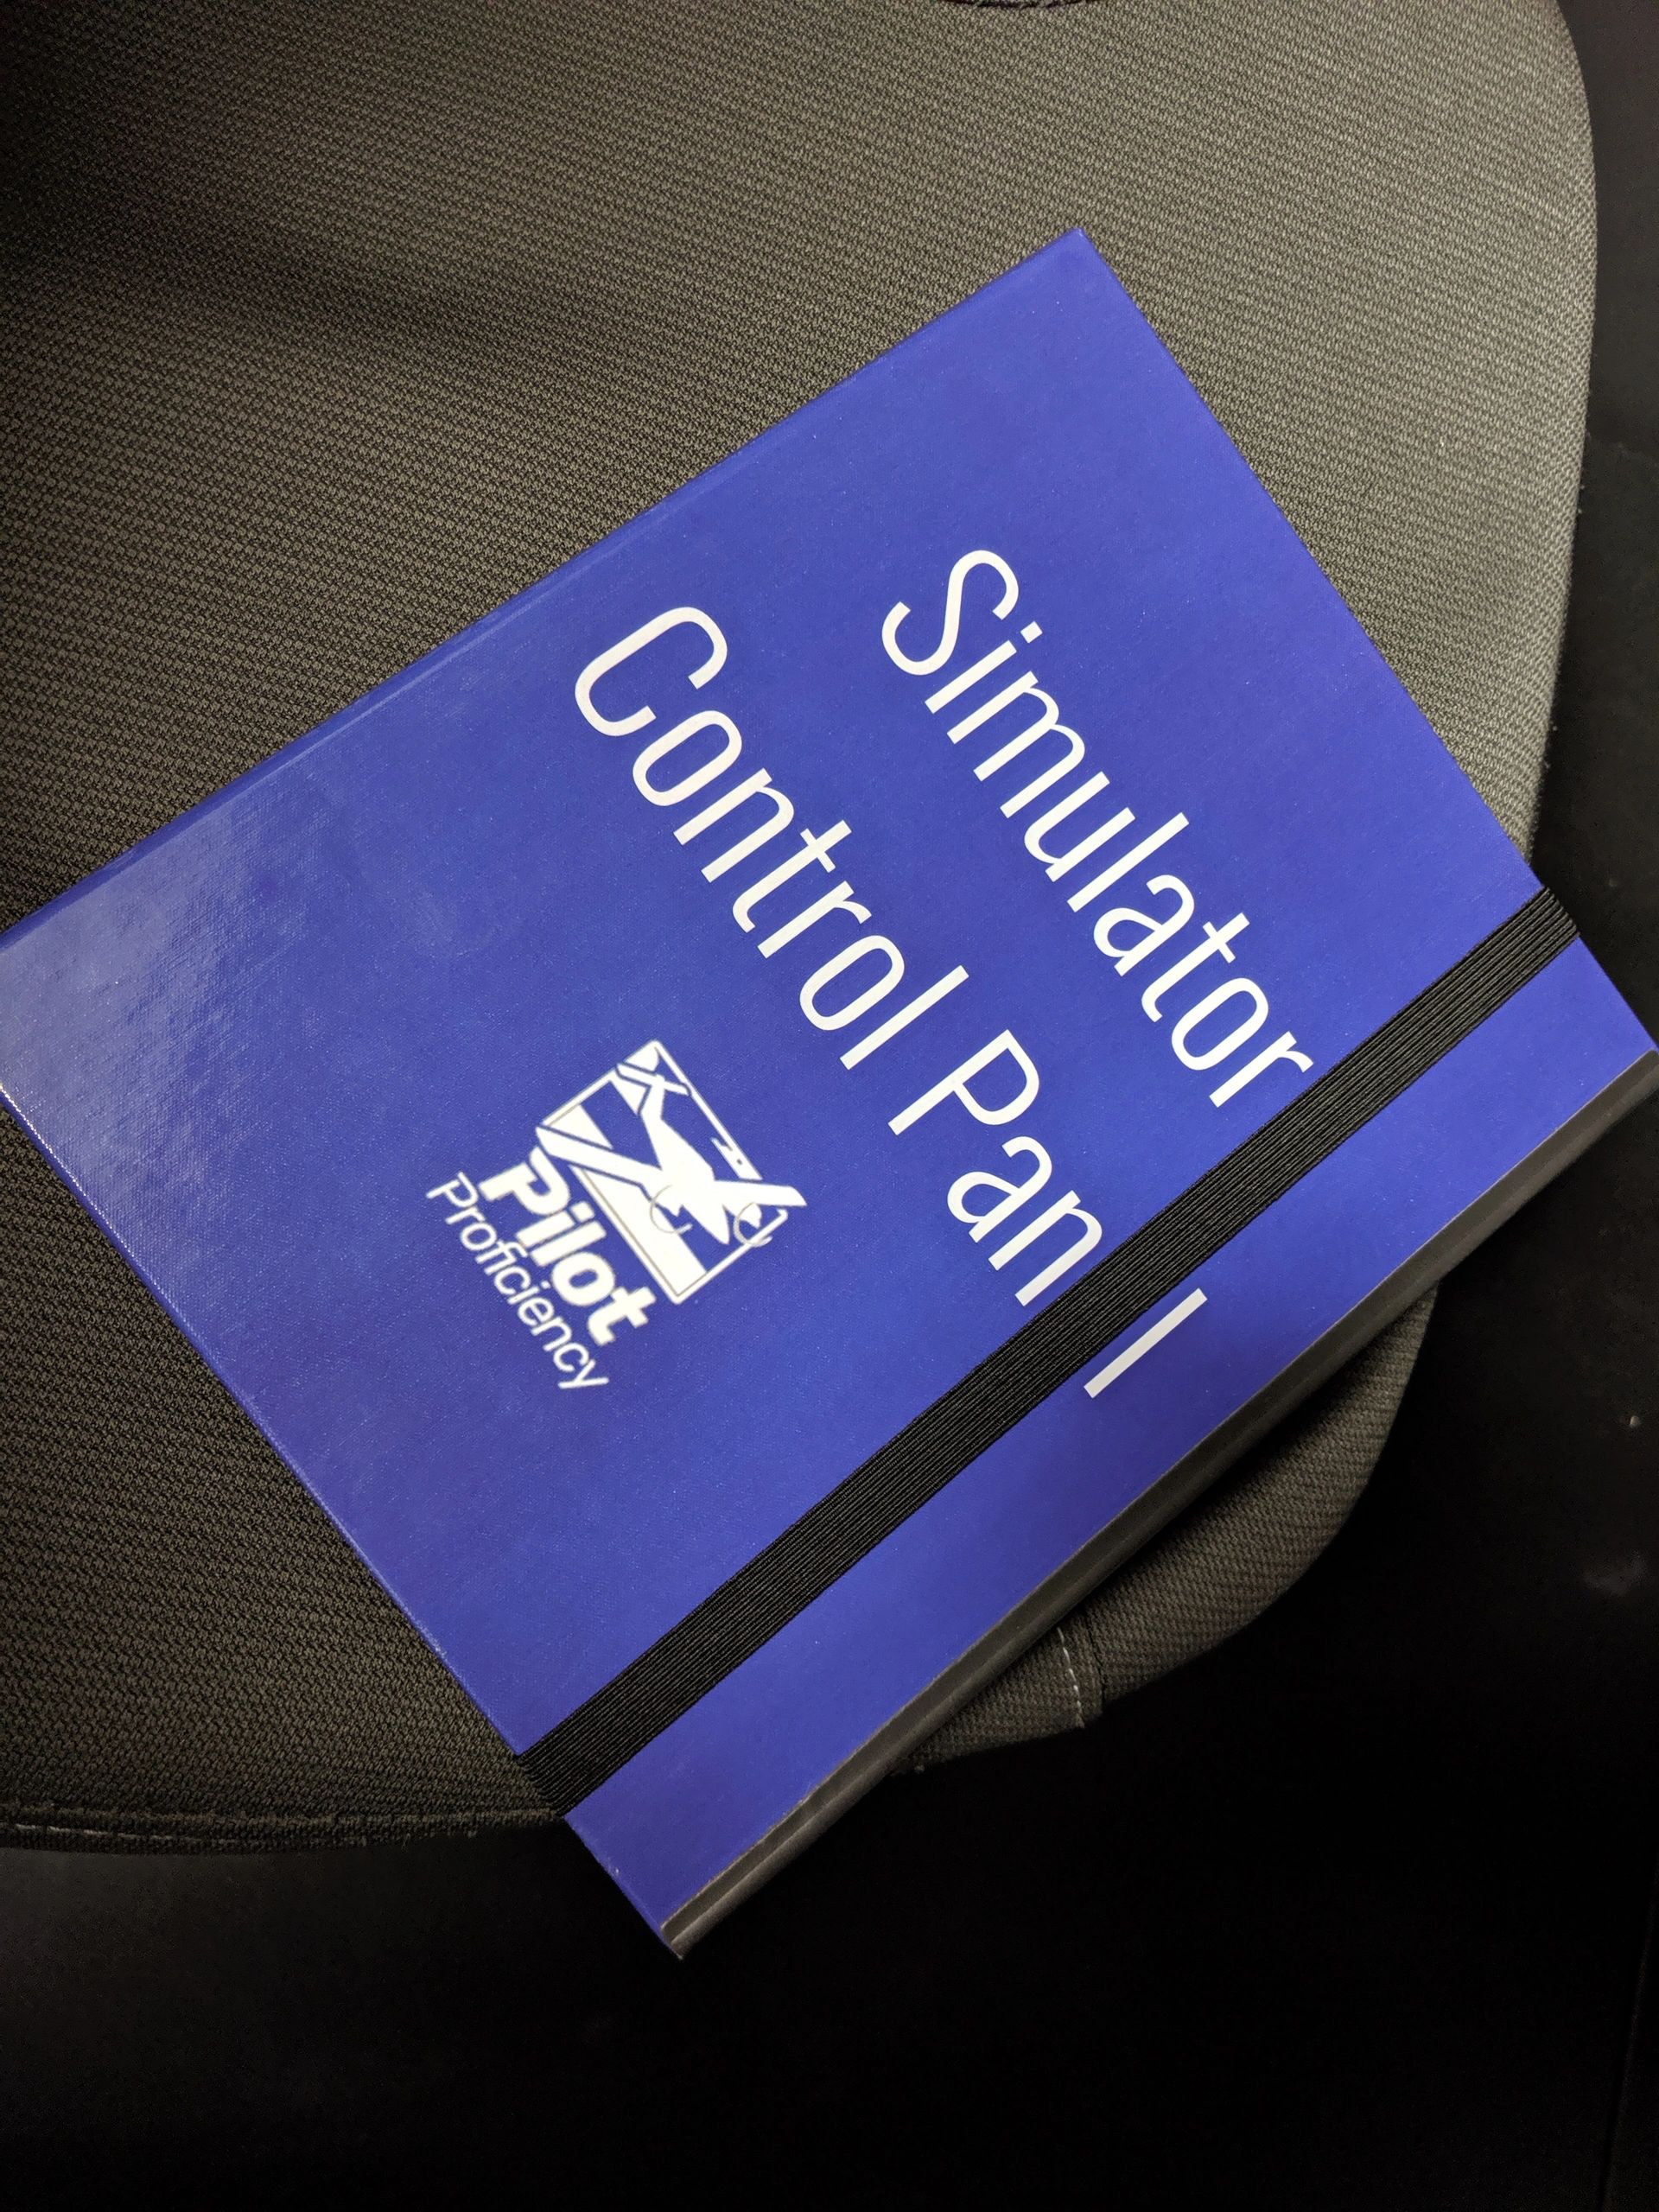 Simulator
Control Pan l
Pilot
Proficiency